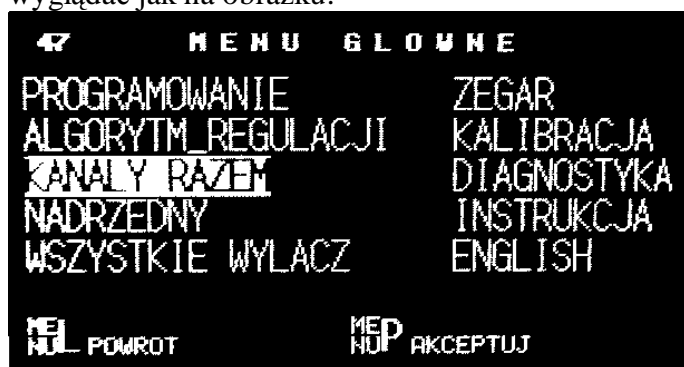 wyglądać jak na obrazku:
47 MENU GLOWNE
PROGRAMOWANIE ZEGAR
ALGORYTM_REGULACJI KALIBRACJA
KANALY RAZEM DIAGNOSTYKA
NADRZEDNY INSTRUKCJA
WSZYSTKIE WYLACZ ENGLISH
MENU L POWROT MENU P AKCEPTUJ